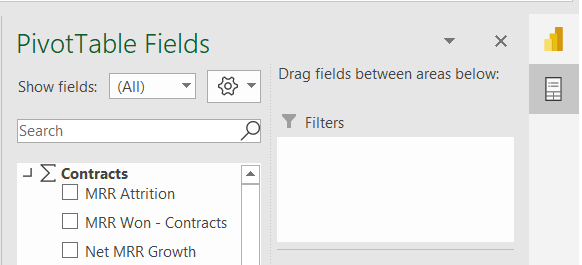 PivotTable Fields
Show fields: (All)
Search
Contracts
MRR Attrition
MRR Won - Contracts
Net MRR Growth
Drag fields between areas below:
Filters